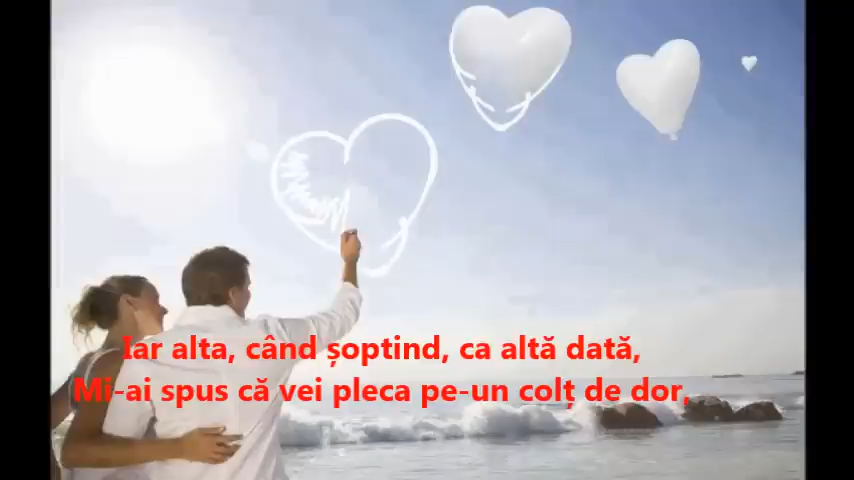 Iar alta, când șoptind, ca altă dată,
Mi-ai spus că vei pleca pe-un colț de dor,